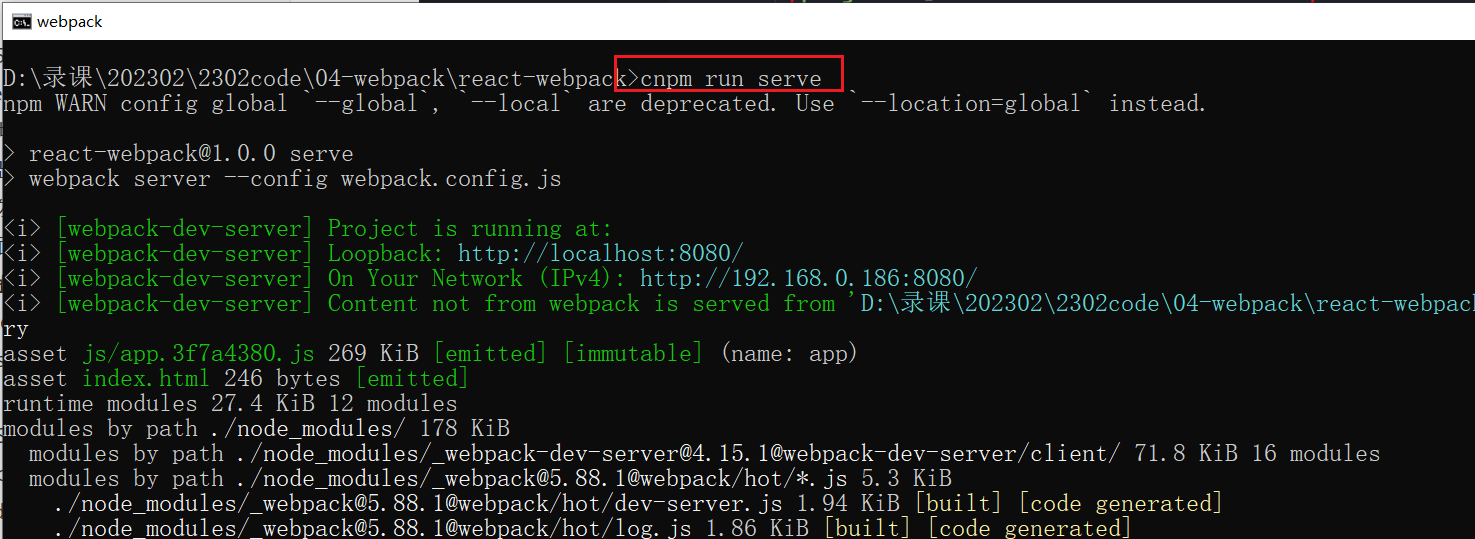 webpack
D:\录课\202302\2302code\04-webpack\react-webpack>cnpm run serve
npm WARN config global `--global`, `--local` are deprecated. Use `--location=global` instead.
> react-webpack@1.0.0 serve
> webpack server --config webpack.config.js
<i> [webpack-dev-server] Project is running at:
<i> [webpack-dev-server] Loopback: http://localhost:8080/
<i> [webpack-dev-server] On Your Network (IPv4): http://192.168.0.186:8080/
<i> [webpack-dev-server] Content not from webpack is served from 'D:\录课\202302\2302code\04-webpack\react-webpack
ry
asset js/app.3f7a4380.js 269 KiB [emitted] [immutable] (name: app)
asset index.html 246 bytes [emitted]
runtime modules 27.4 KiB 12 modules
modules by path ./node_modules/ 178 KiB
  modules by path ./node_modules/_webpack-dev-server@4.15.1@webpack-dev-server/client/ 71.8 KiB 16 modules
  modules by path ./node_modules/_webpack@5.88.1@webpack/hot/*.js 5.3 KiB
    ./node_modules/_webpack@5.88.1@webpack/hot/dev-server.js 1.94 KiB [built] [code generated]
    ./node_modules/_webpack@5.88.1@webpack/hot/log.js 1.86 KiB [built] [code generated]